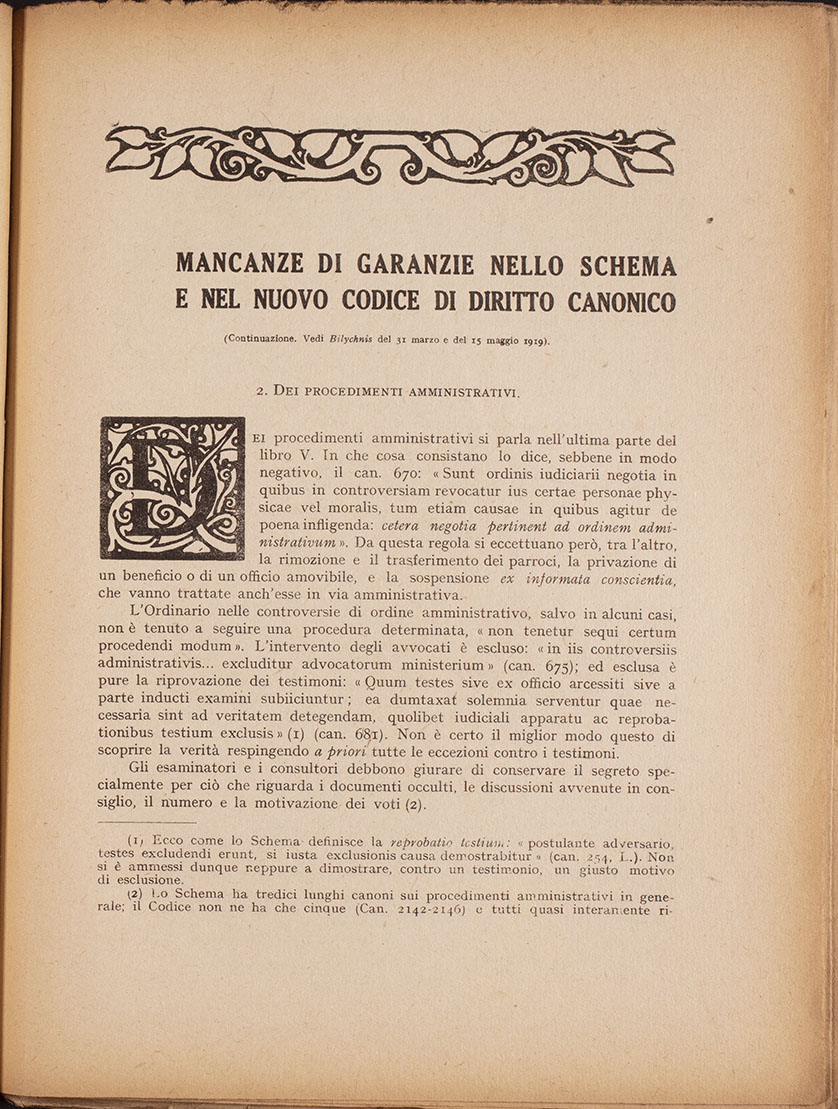 MANCANZE DI GARANZIE NELLO SCHEMA
E NEL NUOVO CODICE DI DIRITTO CANONICO
(Continuazione. Vedi Bilychnis del 31 marzo e del 15 maggio 1919).
2. DEI PROCEDIMENTI AMMINISTRATIVI.
DEI procedimenti amministrativi si parla nell'ultima parte del
libro V. In che cosa consistano lo dice, sebbene in modo
negativo, il can. 670: « Sunt ordinis iudiciarii negotia in
quibus in controversiam revocatur ius certae personae phy-
sicae vel moralis, tum etiam causae in quibus agitur de
poena infligenda: cetera negotia pertinent ad ordinem admi-
nistrativum ». Da questa regola si eccettuano però, tra l'altro,
la rimozione e il trasferimento dei parroci, la privazione di
un beneficio o di un officio amovibile, e la sospensione ex informata conscientia,
che vanno trattate anch'esse in via amministrativa.
L'Ordinario nelle controversie di ordine amministrativo, salvo in alcuni casi,
non è tenuto a seguire una procedura determinata, « non tenetur sequi certum
procedendi modum ». L'intervento degli avvocati è escluso: « in iis controversiis
administrativis... excluditur advocatorum ministerium » (can. 675); ed esclusa è
pure la riprovazione dei testimoni: « Quum testes sive ex officio arcessiti sive a
parte inducti examini subiiciuntur; ea dumtaxat solemnia serventur quae ne-
cessaria sint ad veritatem detegendam, quolibet iudiciali apparatu ac reproba-
tionibus testium exclusis » (1) (can. 681). Non è certo il miglior modo questo di
scoprire la verità respingendo a priori tutte le eccezioni contro i testimoni.
Gli esaminatori e i consultori debbono giurare di conservare il segreto spe-
cialmente per ciò che riguarda i documenti occulti, le discussioni avvenute in con-
siglio, il numero e la motivazione dei voti (2).
(1) Ecco come lo Schema definisce la reprobatio testium: « postulante adversario,
testes excludendi erunt, si iusta exclusionis causa demostrabitur » (can. 254, L.). Non
si è ammessi dunque neppure a dimostrare, contro un testimonio, un giusto motivo
di esclusione.
(2) Lo Schema ha tredici lunghi canoni sui procedimenti amministrativi in gene-
rale; il Codice non ne ha che cinque (Can. 2142-2146) e tutti quasi interamente ri-